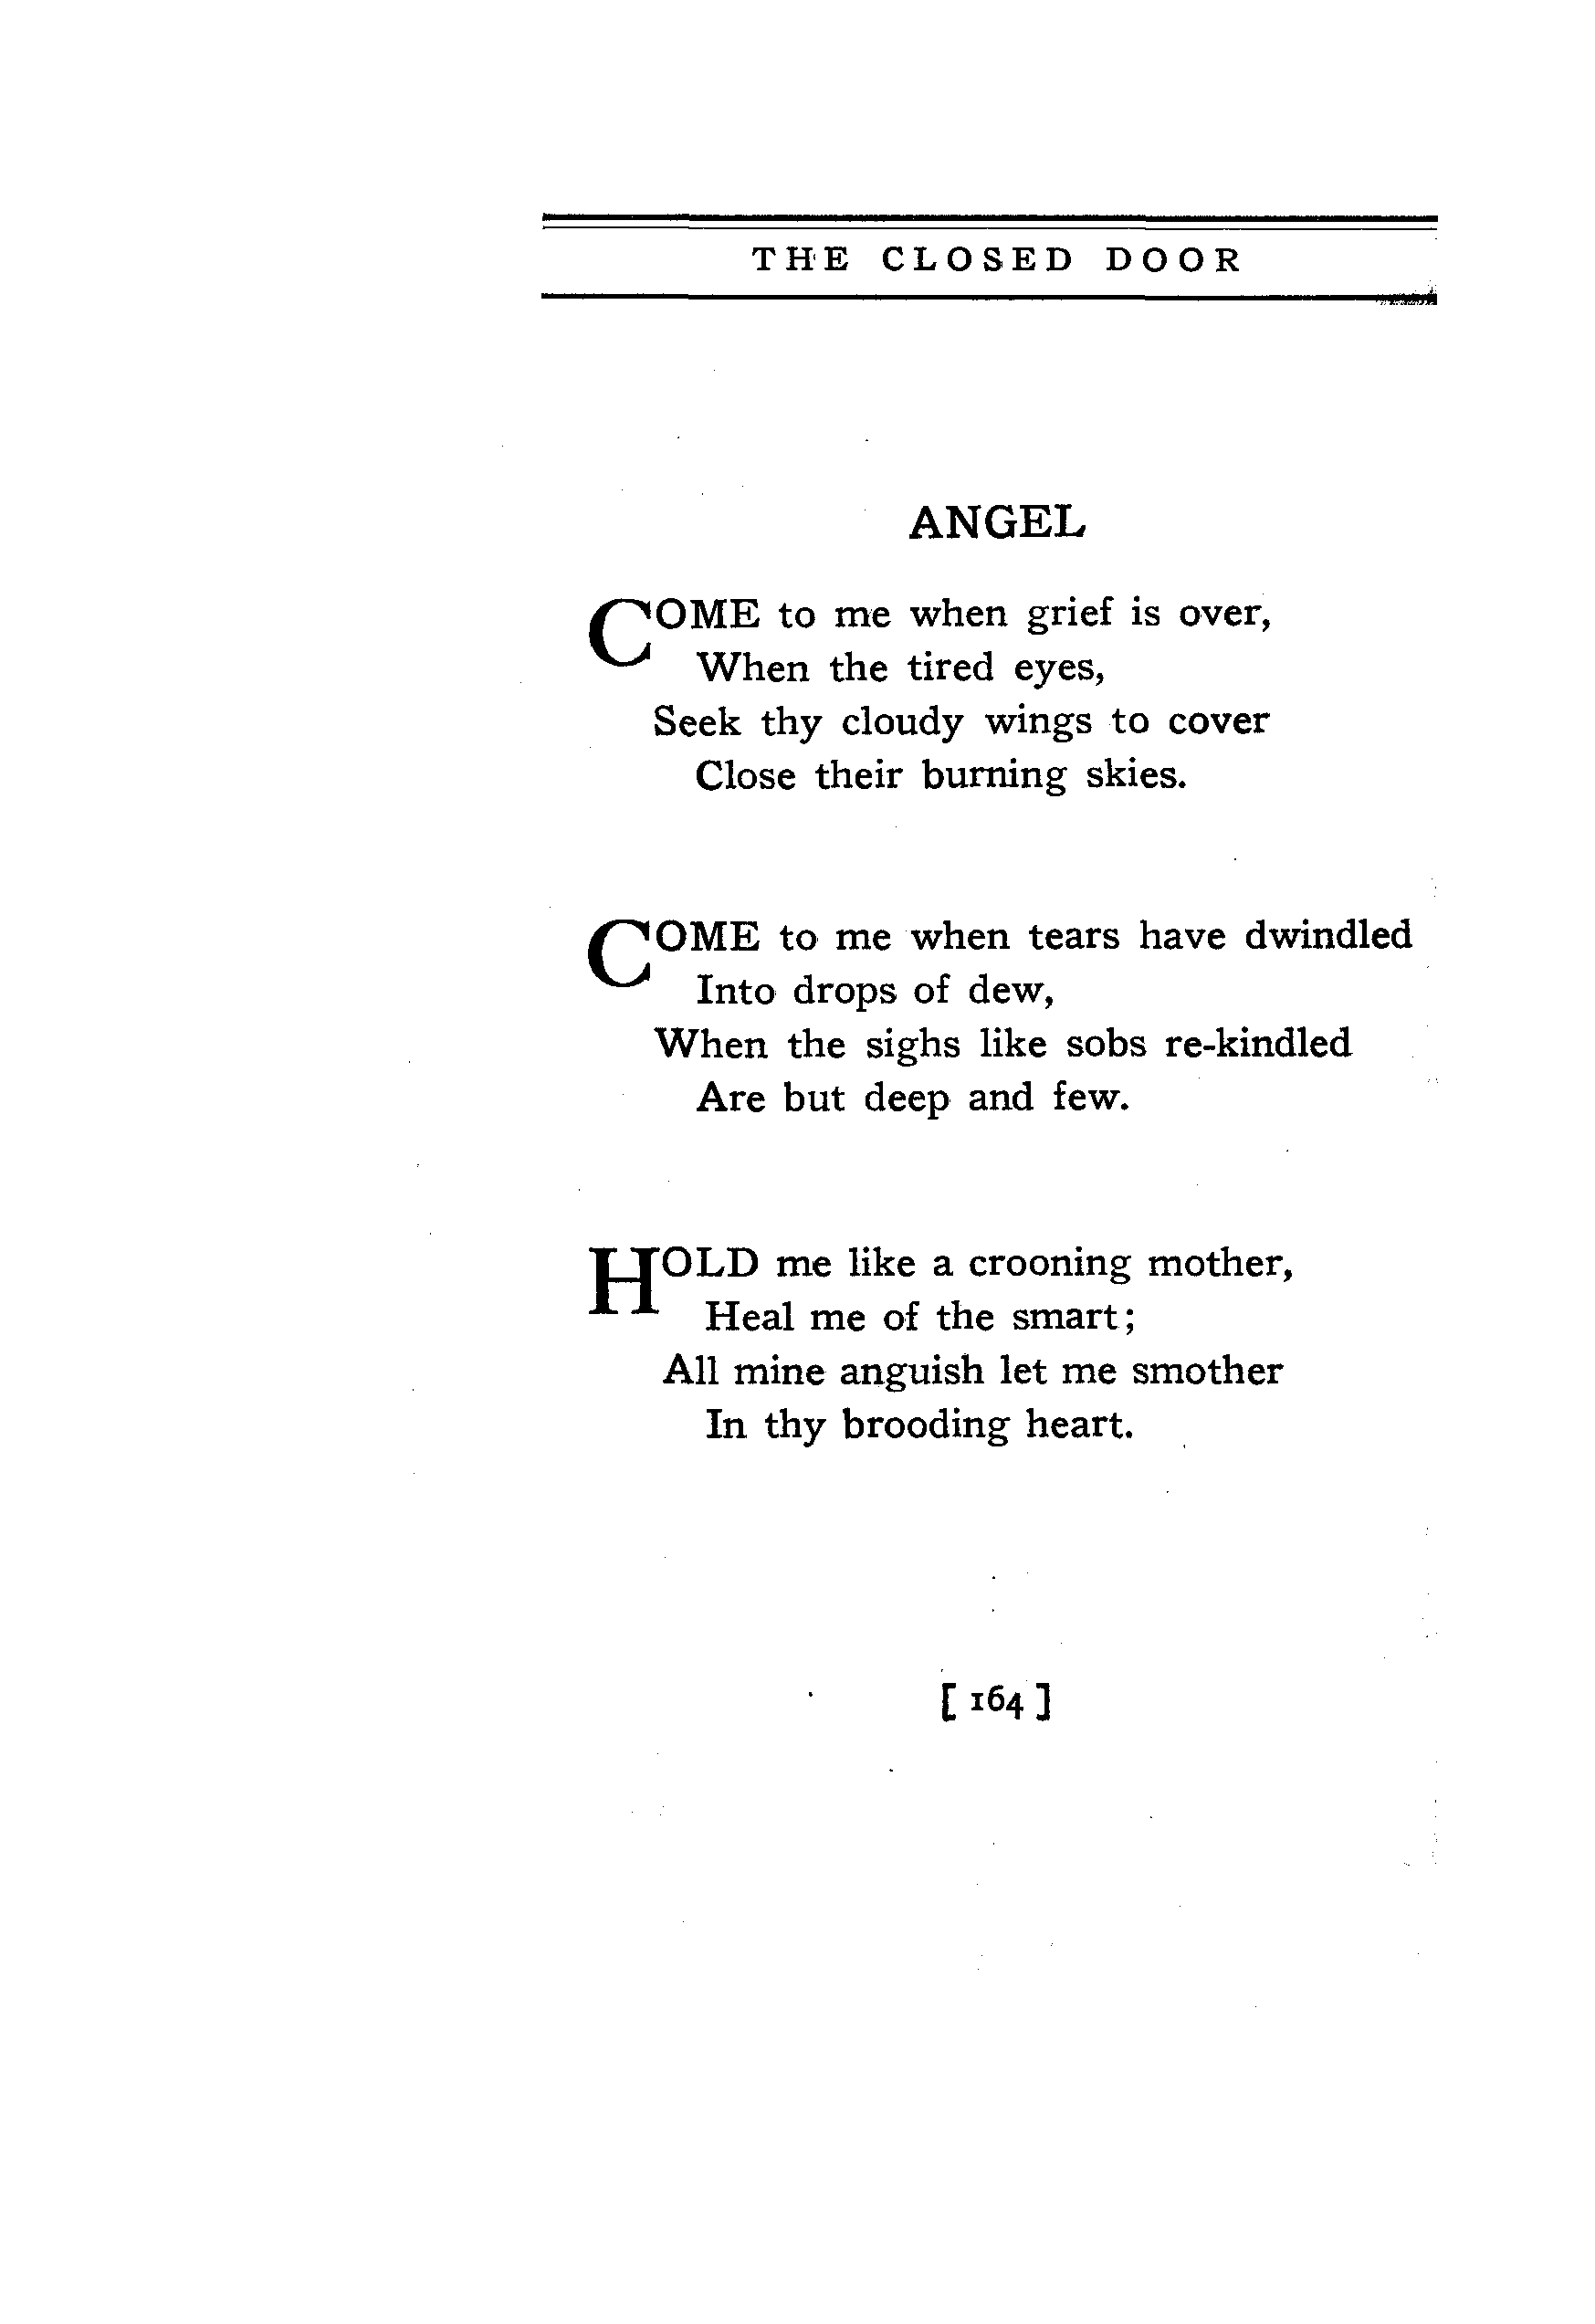 THE CLOSED DOOR
ANGEL
COME to me when grief is over,
When the tired eyes,
Seek thy cloudy wings to cover
Close their burning skies.
COME to me when tears have dwindled
Into drops of dew,
When the sighs like sobs re-kindled
Are but deep and few.
HOLD me like a crooning mother,
Heal me of the smart;
All mine anguish let me smother
In thy brooding heart.
[ 164 ]